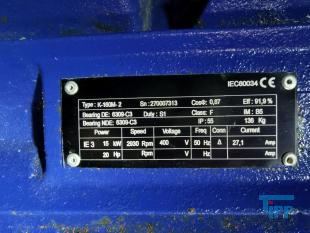 IEC60034
Type : K-160M- 2 Sn : 270007313 CosΦ: 0,87 Eff : 91,9 %
Bearing DE: 6309-C3 Duty : S1 Class : F IM : B5
Bearing NDE: 6309-C3 IP : 55 136 Kg
Power Speed Voltage Freq Conn Current
IE 3 15 kW 2930 Rpm 400 V 50 Hz Δ 27,1 Amp
20 Hp Rpm V Hz Amp
TIPP